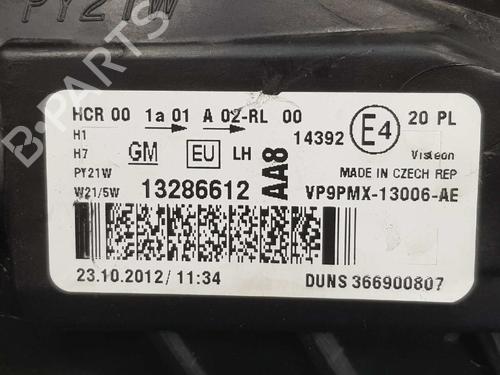 PY21W
HCR 00 1a 01 A 02-RL 00
H1
H7
PY21W
W21/5W
GM EU LH
AA8
13286612
14392 E4 20 PL
Visteon
MADE IN CZECH REP
VP9PMX-13006-AE
23.10.2012/ 11:34
DUNS 366900807